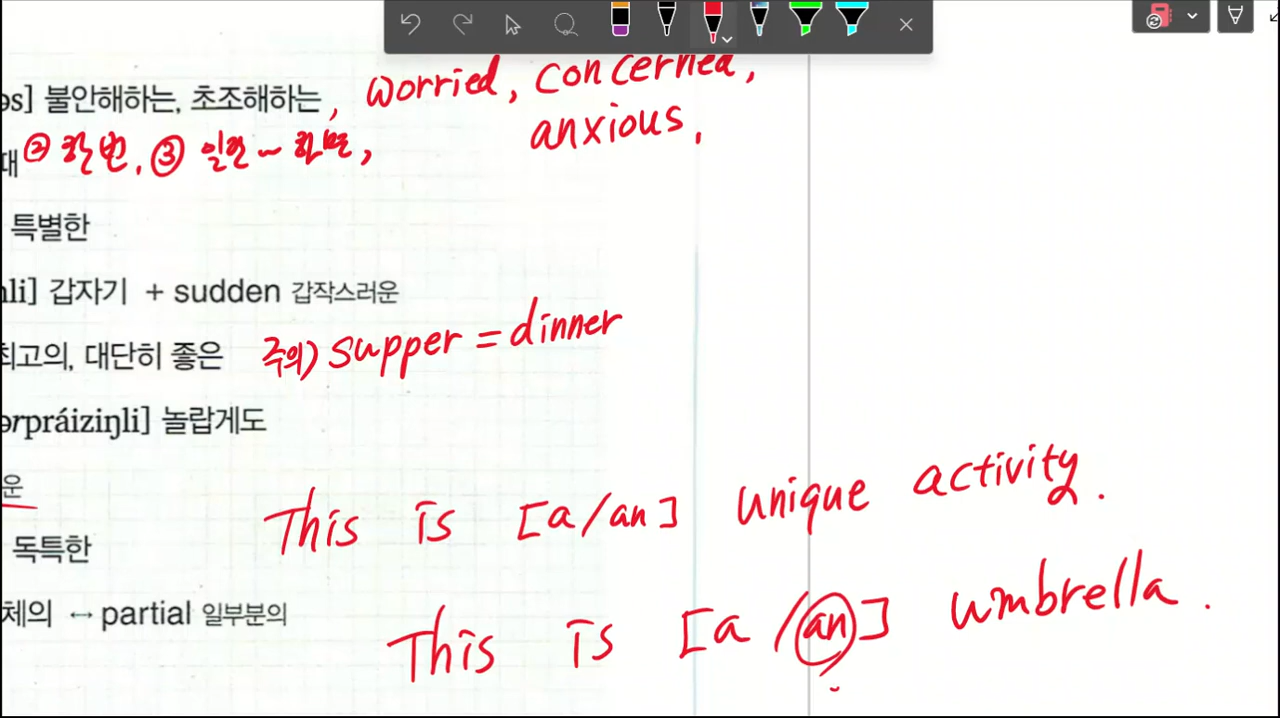 əs] 불안해하는, 초조해하는, worried, concerned,
anxious.
때 ② 한 번, ③ 일단 ~ 하면,
특별한
nli] 갑자기 + sudden 갑작스러운
최고의, 대단히 좋은 주의) supper = dinner
ərpráiziŋli] 놀랍게도
운
This is [a/an] unique activity.
독특한
체의 ↔ partial 일부분의
This is [a/an] umbrella.